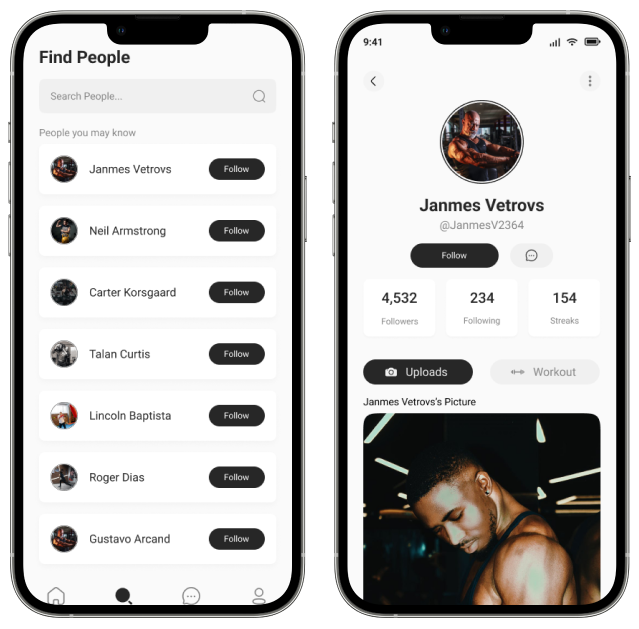 Find People
Search People...
People you may know
Janmes Vetrovs
Follow
Neil Armstrong
Follow
Carter Korsgaard
Follow
Talan Curtis
Follow
Lincoln Baptista
Follow
Roger Dias
Follow
Gustavo Arcand
Follow
9:41
Janmes Vetrovs
@JanmesV2364
Follow
4,532
Followers
234
Following
154
Streaks
Uploads
Workout
Janmes Vetrovs's Picture